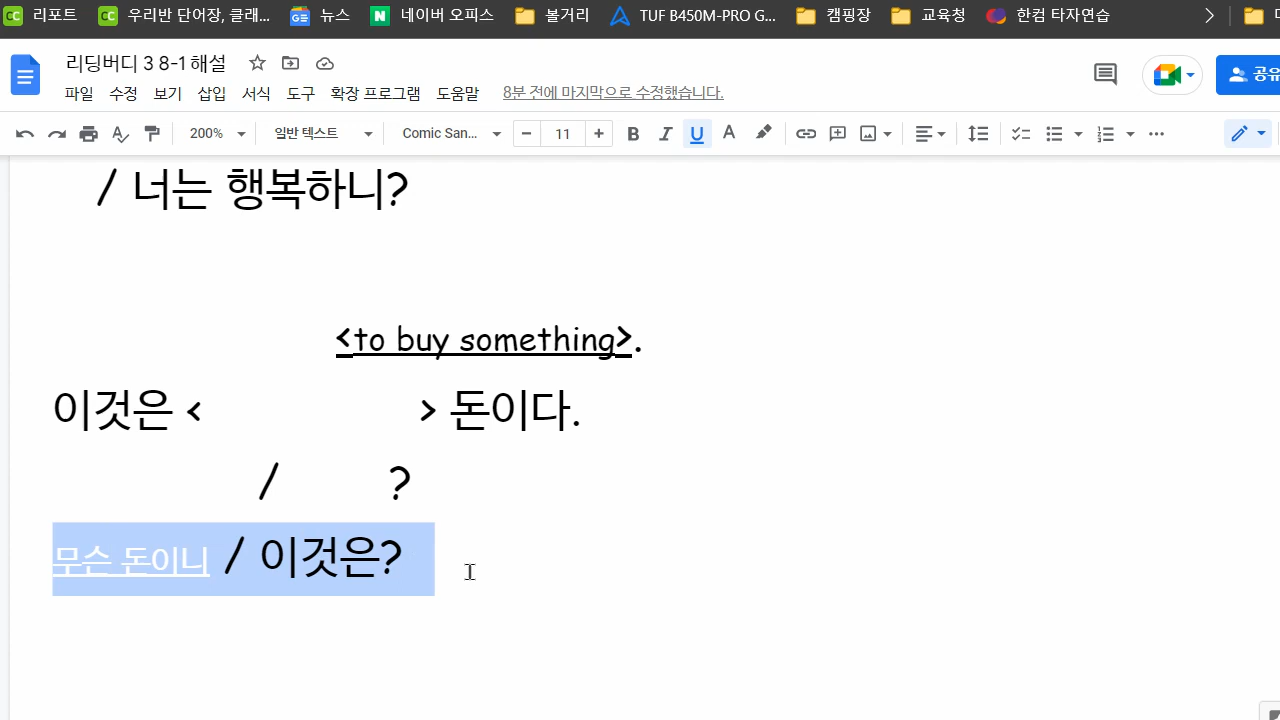 리포트 우리반 단어장, 클래... 뉴스 네이버 오피스 볼거리 TUF B450M-PRO G... 캠핑장 교육청 한컴 타자연습
리딩버디 3 8-1 해설
파일 수정 보기 삽입 서식 도구 확장 프로그램 도움말 8분 전에 마지막으로 수정했습니다.
200% 일반 텍스트 Comic San... - 11 + B I U A ...
/ 너는 행복하니?
<to buy something>.
이것은 < > 돈이다.
/ ?
무슨 돈이니 / 이것은?